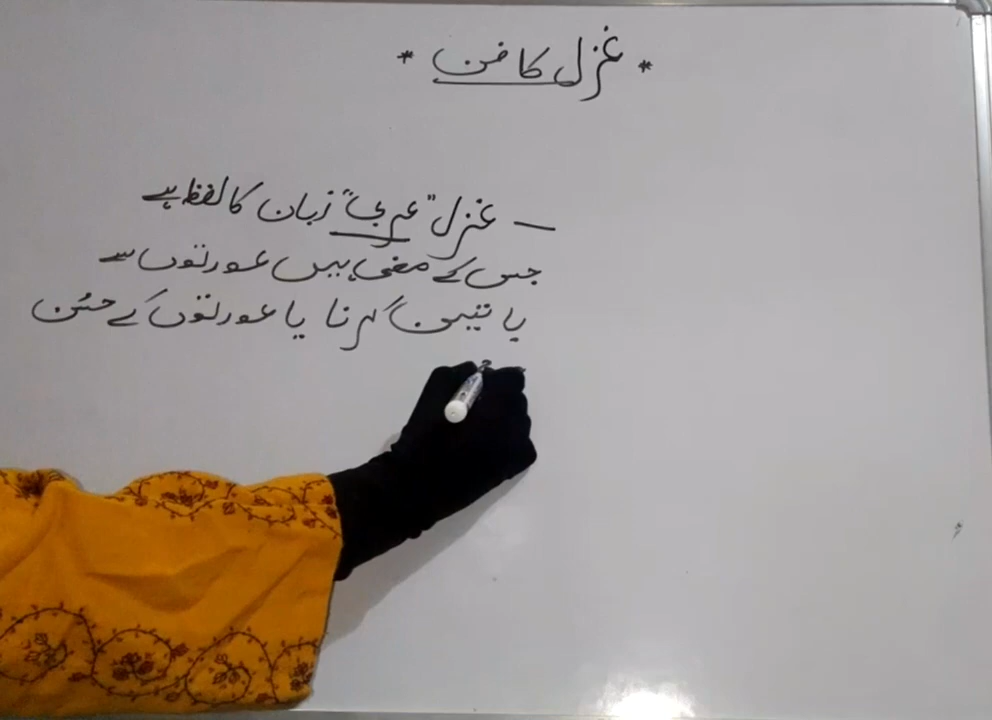 * غزل کا فن *
— غزل "عربی" زبان کا لفظ ہے
جس کے معنی ہیں عورتوں سے
باتیں کرنا یا عورتوں کے حسُن